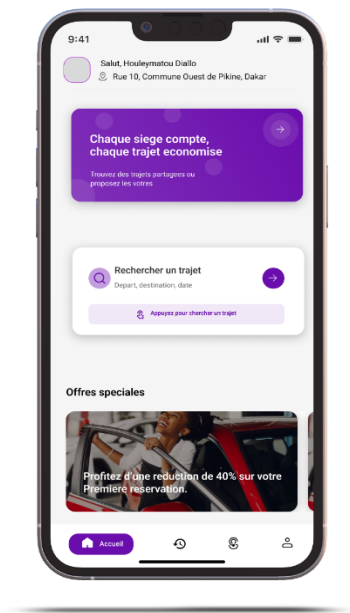 9:41
Salut, Houleymatou Diallo
Rue 10, Commune Ouest de Pikine, Dakar
Chaque siege compte,
chaque trajet economise
Trouvez des trajets partagees ou
proposez les votres
Rechercher un trajet
Depart, destination, date
Appuyez pour chercher un trajet
Offres speciales
Profitez d'une reduction de 40% sur votre
Premiere reservation.
Accueil